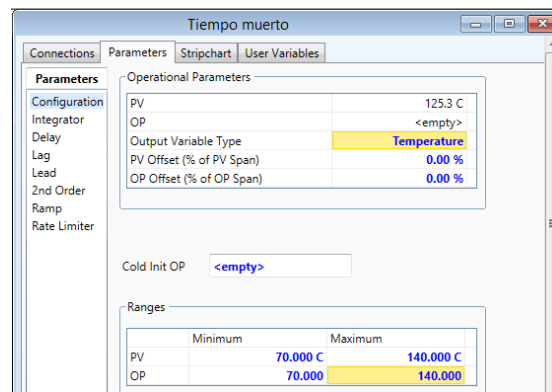 Tiempo muerto
Connections Parameters Stripchart User Variables
Parameters
Configuration
Integrator
Delay
Lag
Lead
2nd Order
Ramp
Rate Limiter
Operational Parameters
PV 125.3 C
OP <empty>
Output Variable Type Temperature
PV Offset (% of PV Span) 0.00 %
OP Offset (% of OP Span) 0.00 %
Cold Init OP <empty>
Ranges
Minimum Maximum
PV 70.000 C 140.000 C
OP 70.000 140.000